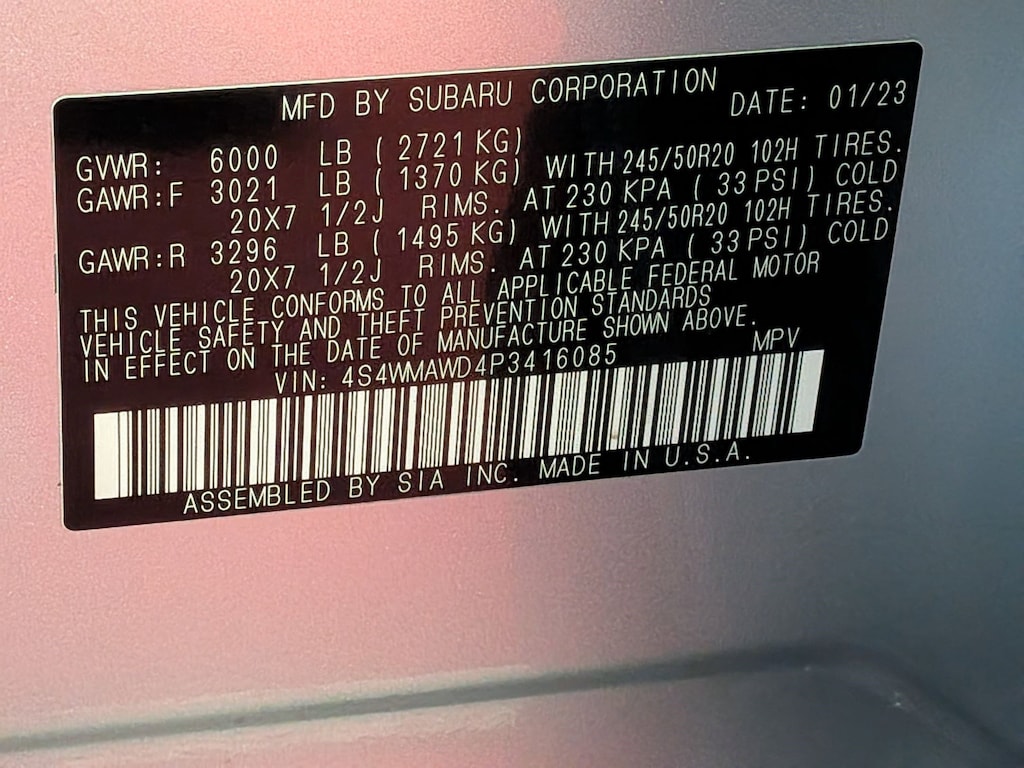 MFD BY SUBARU CORPORATION DATE: 01/23
GVWR: 6000 LB ( 2721 KG)
GAWR:F 3021 LB ( 1370 KG) WITH 245/50R20 102H TIRES.
20X7 1/2J RIMS. AT 230 KPA ( 33 PSI) COLD
GAWR:R 3296 LB ( 1495 KG) WITH 245/50R20 102H TIRES.
20X7 1/2J RIMS. AT 230 KPA ( 33 PSI) COLD
THIS VEHICLE CONFORMS TO ALL APPLICABLE FEDERAL MOTOR
VEHICLE SAFETY AND THEFT PREVENTION STANDARDS
IN EFFECT ON THE DATE OF MANUFACTURE SHOWN ABOVE.
VIN: 4S4WMAWD4P3416085 MPV
ASSEMBLED BY SIA INC. MADE IN U.S.A.